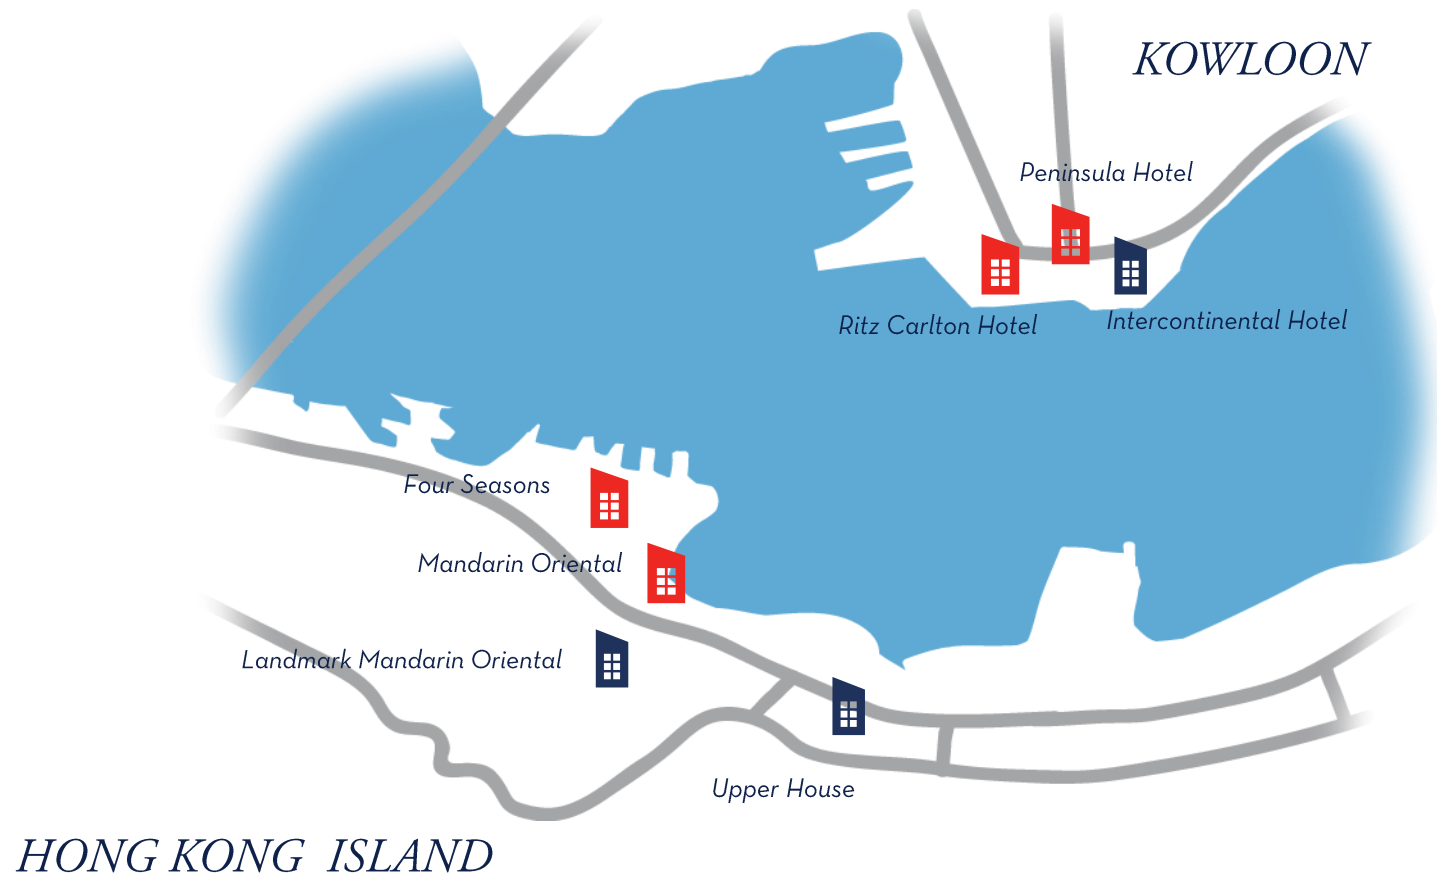 KOWLOON
Peninsula Hotel
Ritz Carlton Hotel
Intercontinental Hotel
Four Seasons
Mandarin Oriental
Landmark Mandarin Oriental
Upper House
HONG KONG ISLAND